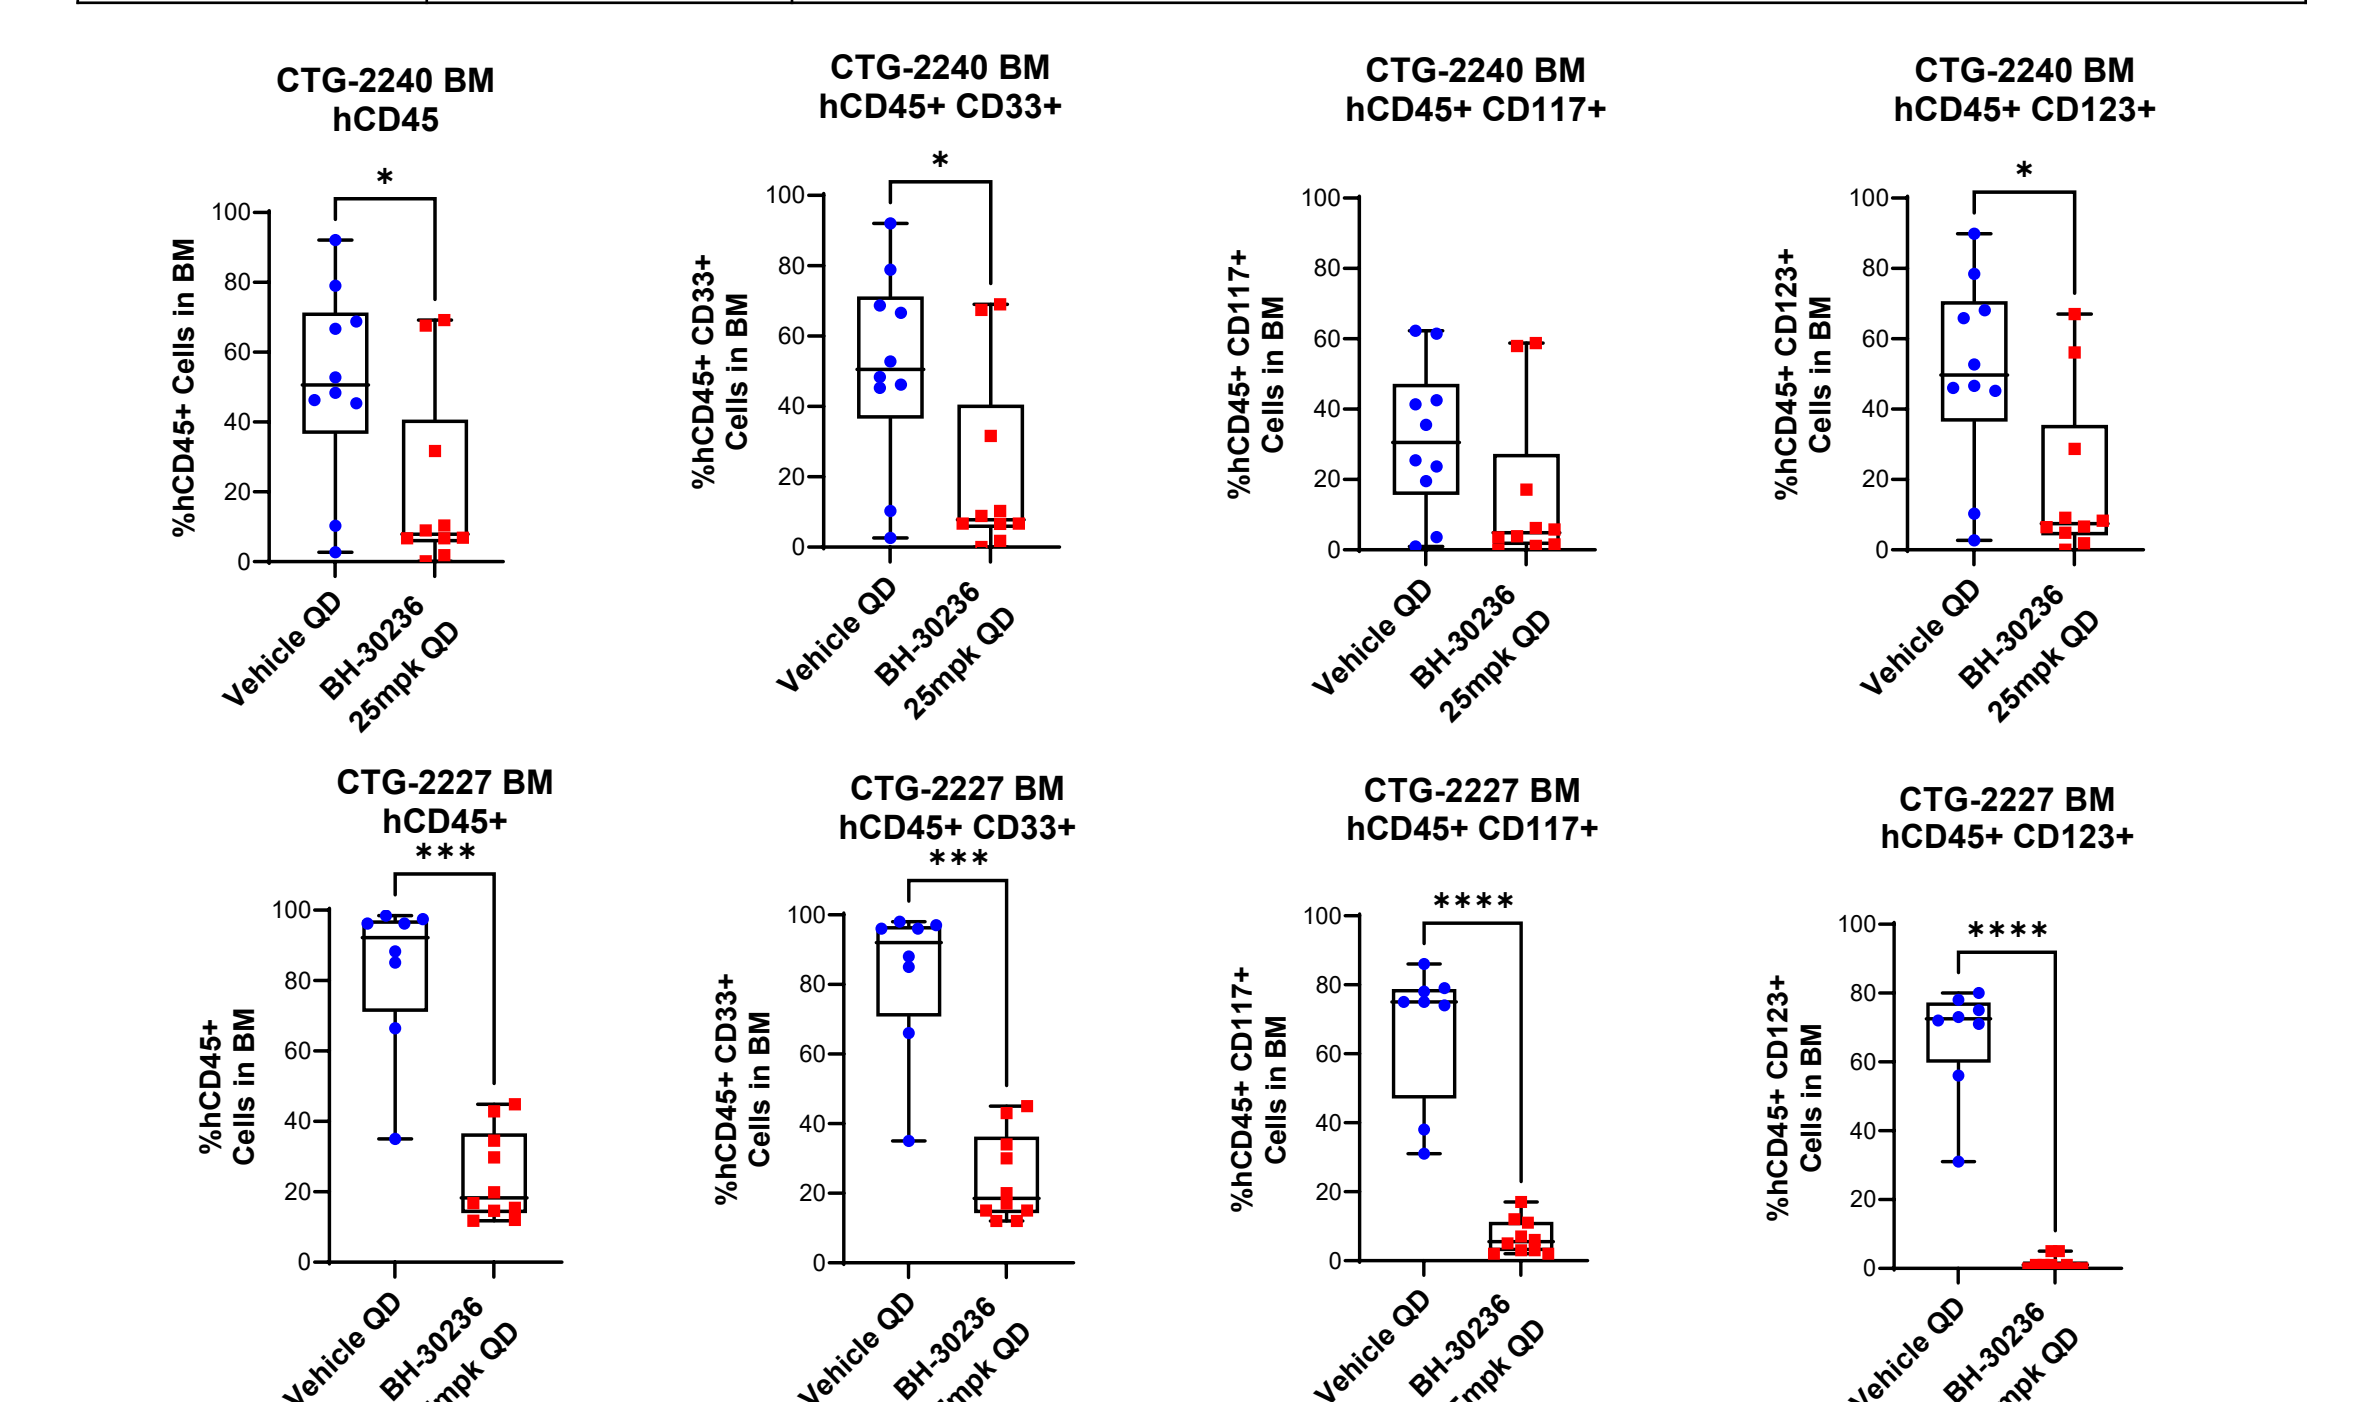 CTG-2240 BM
hCD45
*
%hCD45+ Cells in BM
100
80
60
40
20
0
Vehicle QD
BH-30236
25mpk QD
CTG-2240 BM
hCD45+ CD33+
*
%hCD45+ CD33+
Cells in BM
100
80
60
40
20
0
Vehicle QD
BH-30236
25mpk QD
CTG-2240 BM
hCD45+ CD117+
%hCD45+ CD117+
Cells in BM
100
80
60
40
20
0
Vehicle QD
BH-30236
25mpk QD
CTG-2240 BM
hCD45+ CD123+
*
%hCD45+ CD123+
Cells in BM
100
80
60
40
20
0
Vehicle QD
BH-30236
25mpk QD
CTG-2227 BM
hCD45+
***
%hCD45+
Cells in BM
100
80
60
40
20
0
Vehicle QD
BH-30236
mpk QD
CTG-2227 BM
hCD45+ CD33+
***
%hCD45+ CD33+
Cells in BM
100
80
60
40
20
0
Vehicle QD
BH-30236
mpk QD
CTG-2227 BM
hCD45+ CD117+
****
%hCD45+ CD117+
Cells in BM
100
80
60
40
20
0
Vehicle QD
BH-30236
mpk QD
CTG-2227 BM
hCD45+ CD123+
****
%hCD45+ CD123+
Cells in BM
100
80
60
40
20
0
Vehicle QD
BH-30236
mpk QD